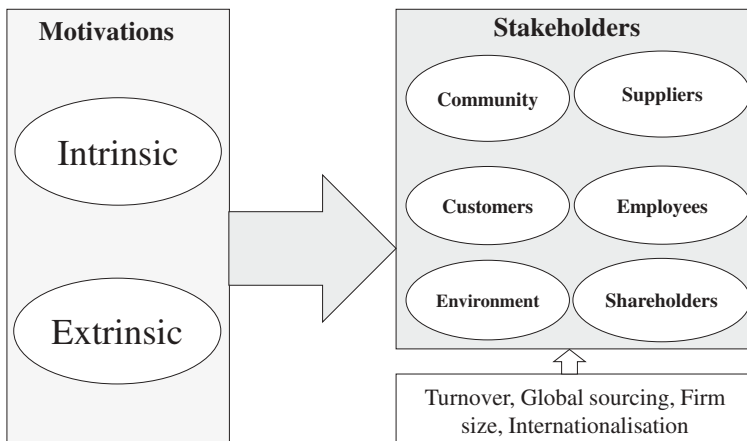 Motivations
Intrinsic
Extrinsic
Stakeholders
Community
Suppliers
Customers
Employees
Environment
Shareholders
Turnover, Global sourcing, Firm
size, Internationalisation